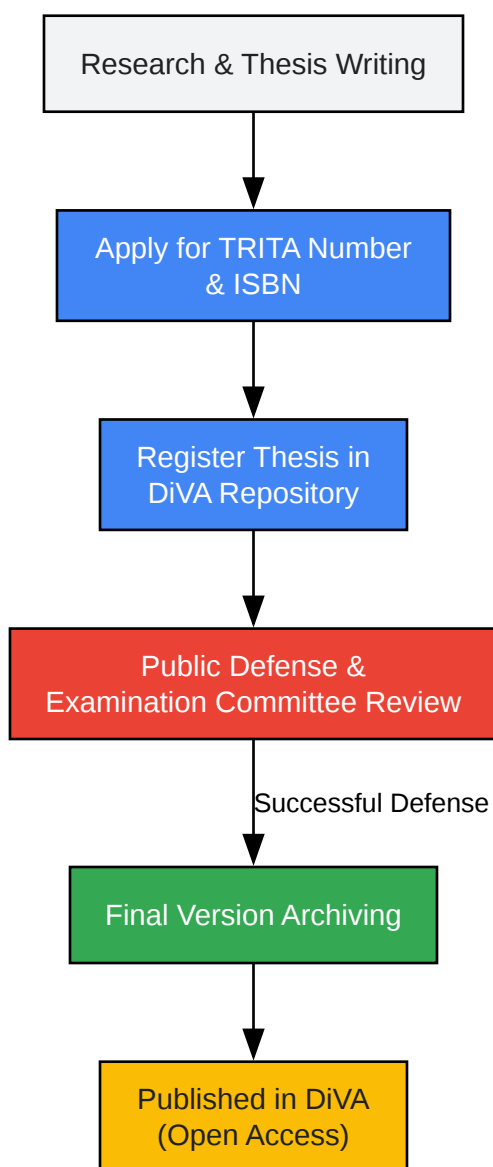 Research & Thesis Writing
Apply for TRITA Number
& ISBN
Register Thesis in
DiVA Repository
Public Defense &
Examination Committee Review
Successful Defense
Final Version Archiving
Published in DiVA
(Open Access)